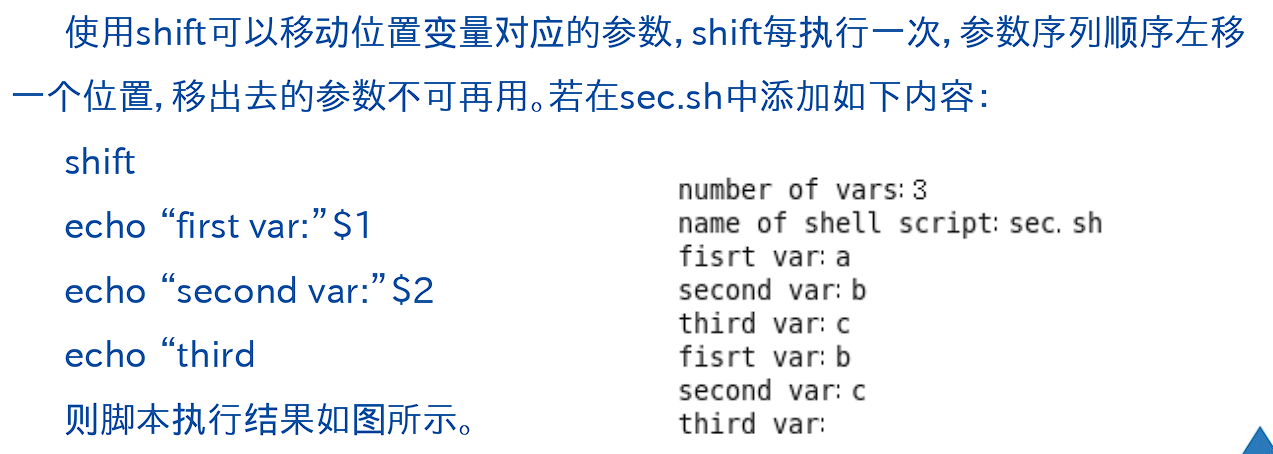 使用shift可以移动位置变量对应的参数，shift每执行一次，参数序列顺序左移
一个位置，移出去的参数不可再用。若在sec.sh中添加如下内容：
shift
echo “first var:”$1
echo “second var:”$2
echo “third
则脚本执行结果如图所示。
number of vars:3
name of shell script:sec.sh
fisrt var:a
second var:b
third var:c
fisrt var:b
second var:c
third var: